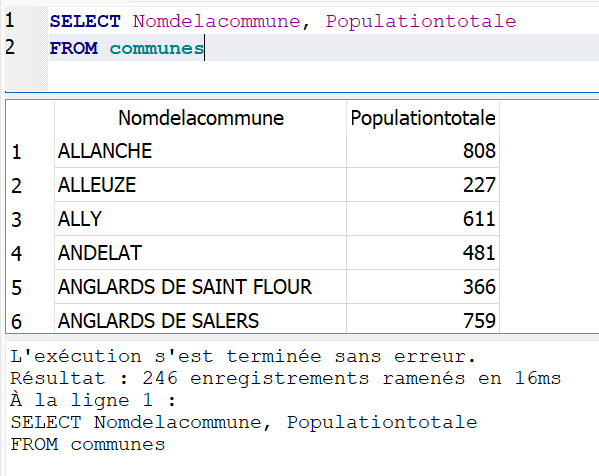 1 SELECT Nomdelacommune, Populationtotale
2 FROM communes
Nomdelacommune Populationtotale
1 ALLANCHE 808
2 ALLEUZE 227
3 ALLY 611
4 ANDELAT 481
5 ANGLARDS DE SAINT FLOUR 366
6 ANGLARDS DE SALERS 759
L'exécution s'est terminée sans erreur.
Résultat : 246 enregistrements ramenés en 16ms
À la ligne 1 :
SELECT Nomdelacommune, Populationtotale
FROM communes